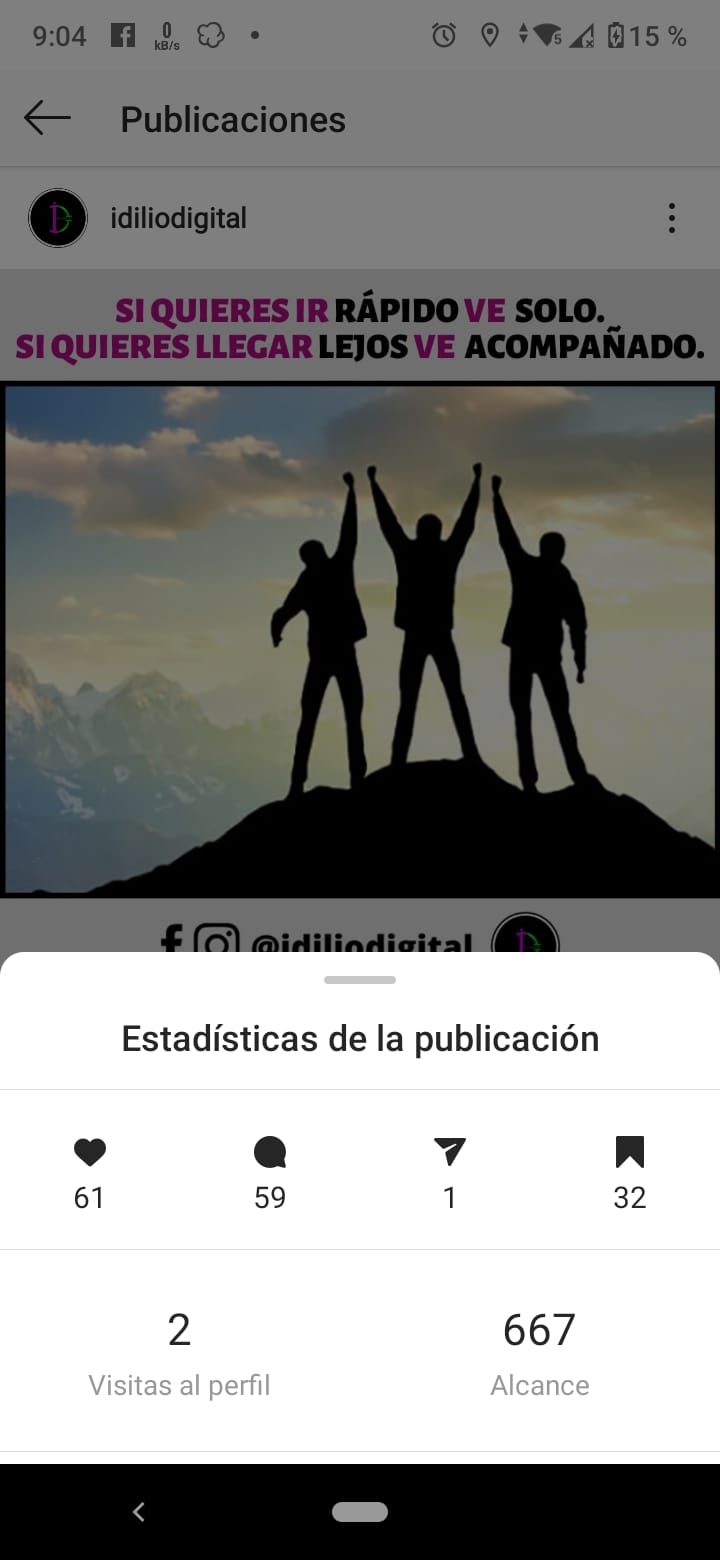 9:04
0
kB/s
5
15 %
Publicaciones
idiliodigital
SI QUIERES IR RÁPIDO VE SOLO.
SI QUIERES LLEGAR LEJOS VE ACOMPAÑADO.
@idiliodigital
Estadísticas de la publicación
61
59
1
32
2
667
Visitas al perfil
Alcance